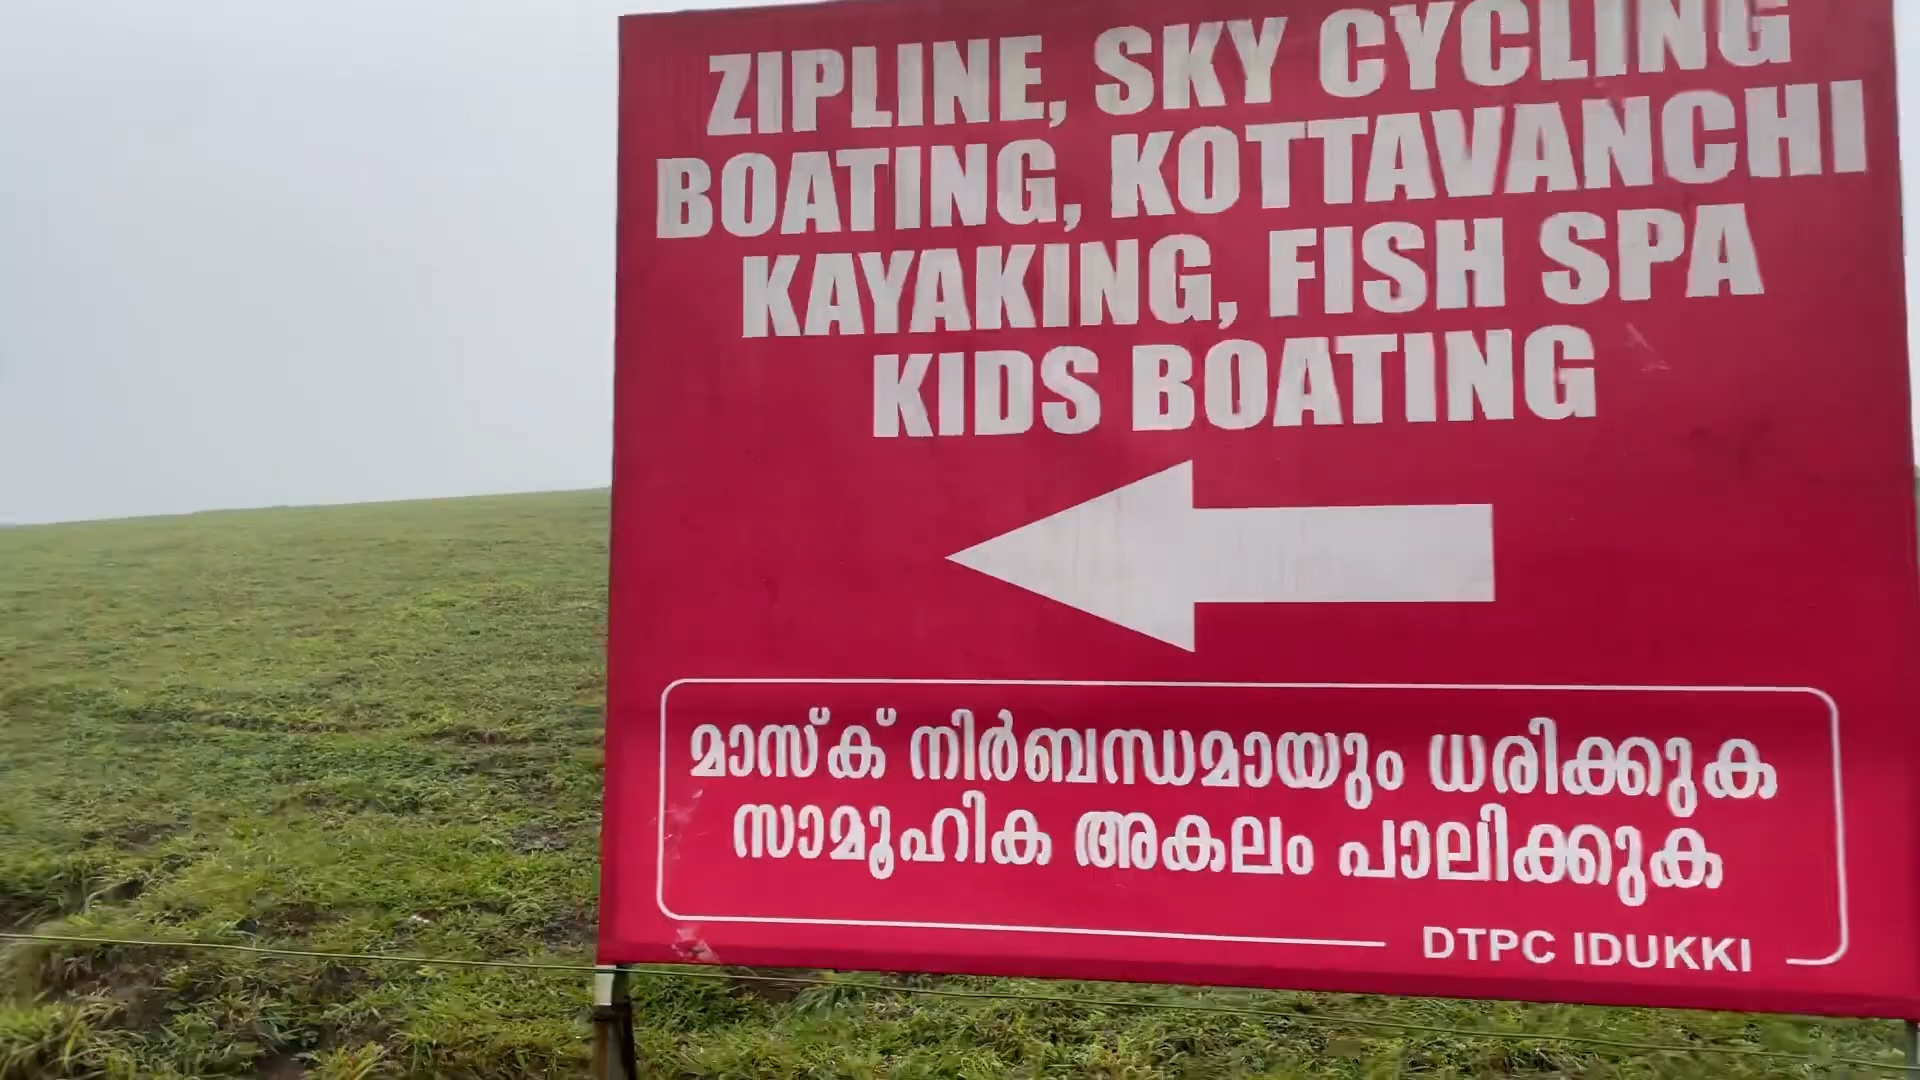 ZIPLINE, SKY CYCLING
BOATING, KOTTAVANCHI
KAYAKING, FISH SPA
KIDS BOATING
മാസ്ക് നിർബന്ധമായും ധരിക്കുക
സാമൂഹിക അകലം പാലിക്കുക
DTPC IDUKKI